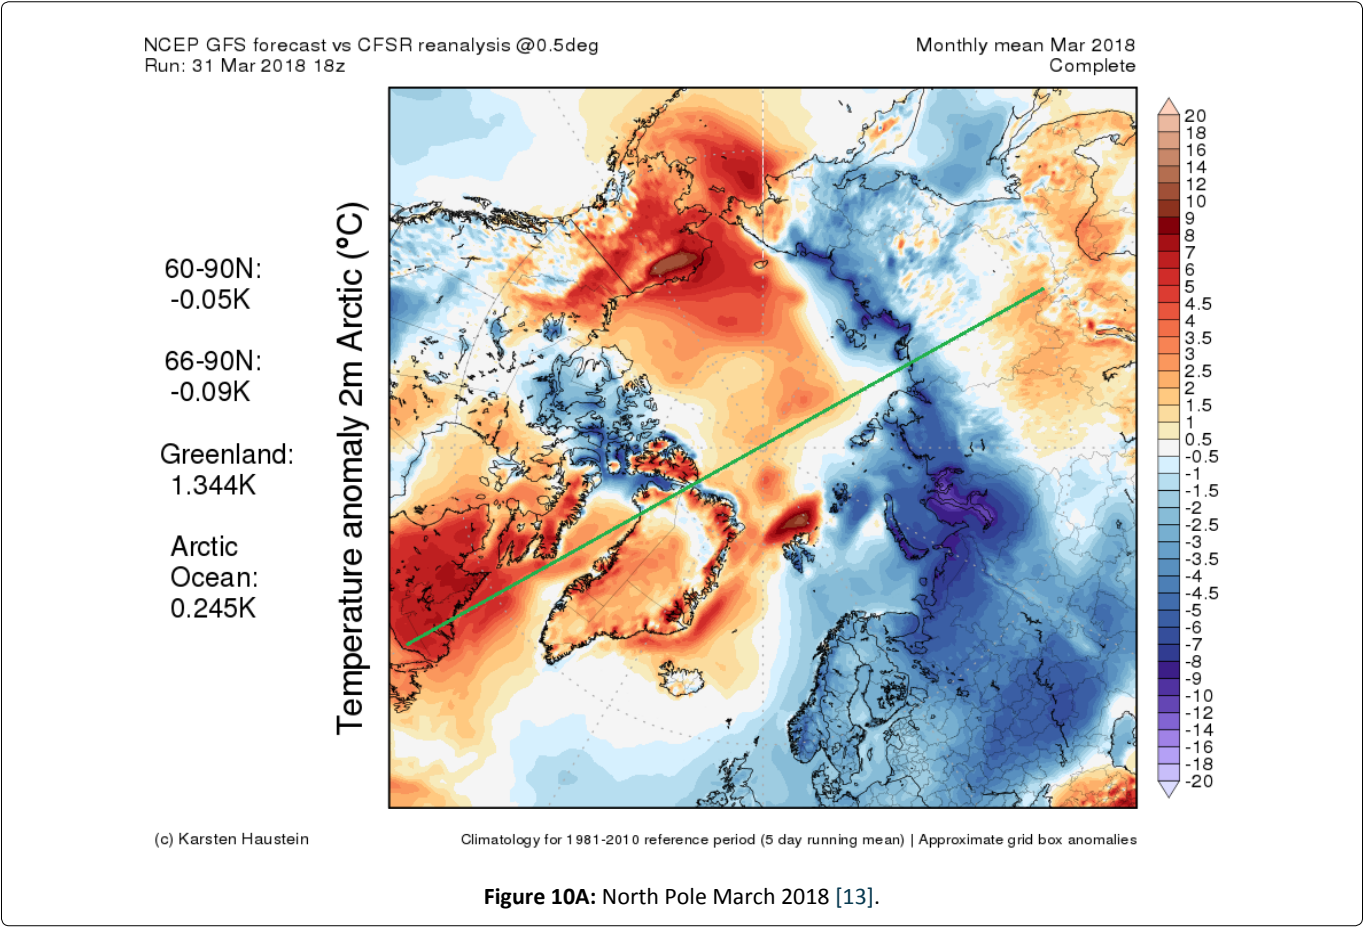 NCEP GFS forecast vs CFSR reanalysis @0.5deg
Run: 31 Mar 2018 18z
Monthly mean Mar 2018
Complete
60-90N:
-0.05K
66-90N:
-0.09K
Greenland:
1.344K
Arctic
Ocean:
0.245K
Temperature anomaly 2m Arctic (°C)
20
18
16
14
12
10
9
8
7
6
5
4.5
4
3.5
3
2.5
2
1.5
1
0.5
-0.5
-1
-1.5
-2
-2.5
-3
-3.5
-4
-4.5
-5
-6
-7
-8
-9
-10
-12
-14
-16
-18
-20
(c) Karsten Haustein
Climatology for 1981-2010 reference period (5 day running mean) | Approximate grid box anomalies
Figure 10A: North Pole March 2018 [13].